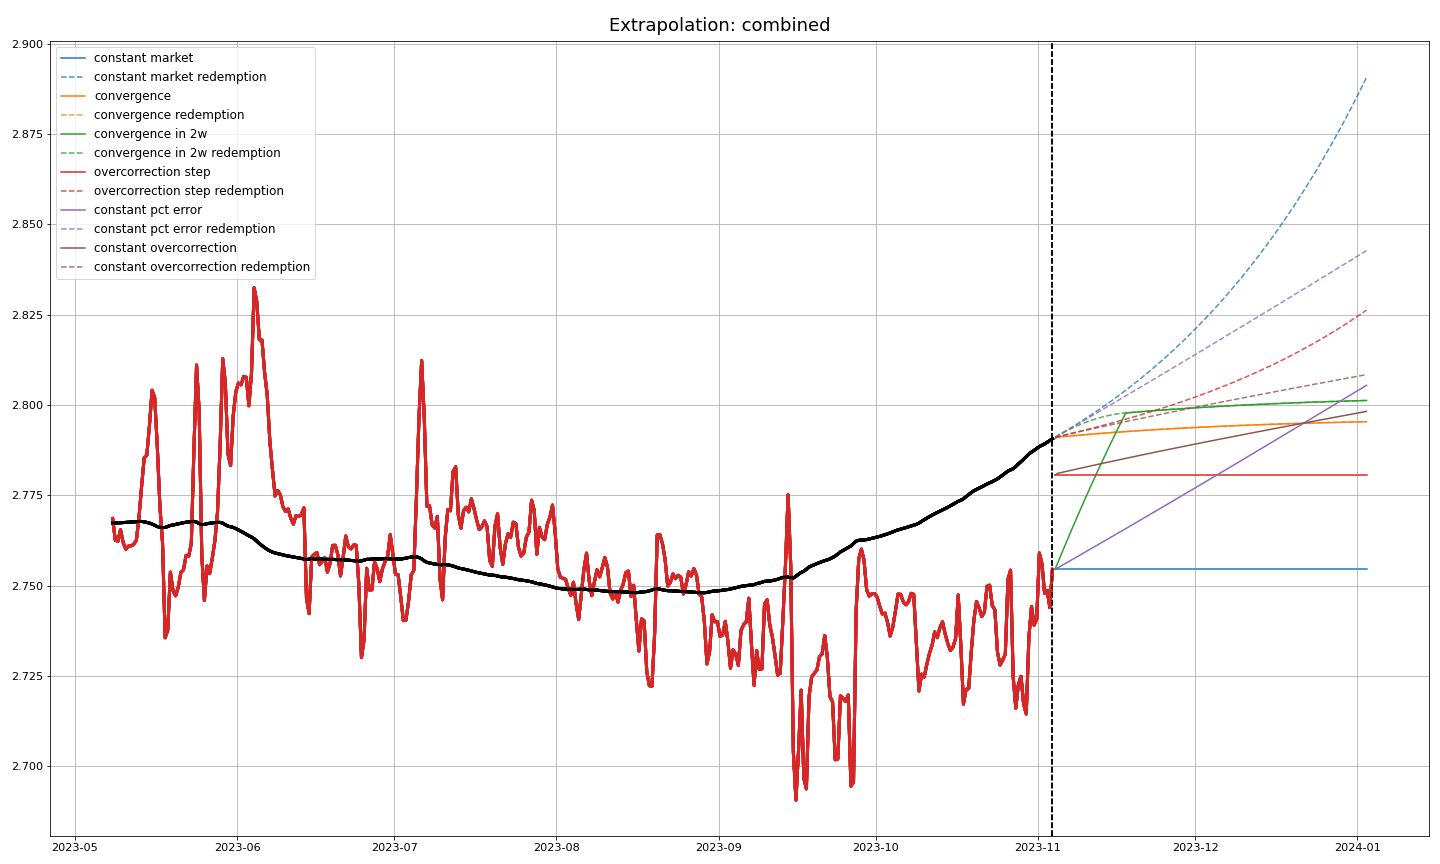 Extrapolation: combined
2.900
2.875
2.850
2.825
2.800
2.775
2.750
2.725
2.700
constant market
constant market redemption
convergence
convergence redemption
convergence in 2w
convergence in 2w redemption
overcorrection step
overcorrection step redemption
constant pct error
constant pct error redemption
constant overcorrection
constant overcorrection redemption
2023-05 2023-06 2023-07 2023-08 2023-09 2023-10 2023-11 2023-12 2024-01